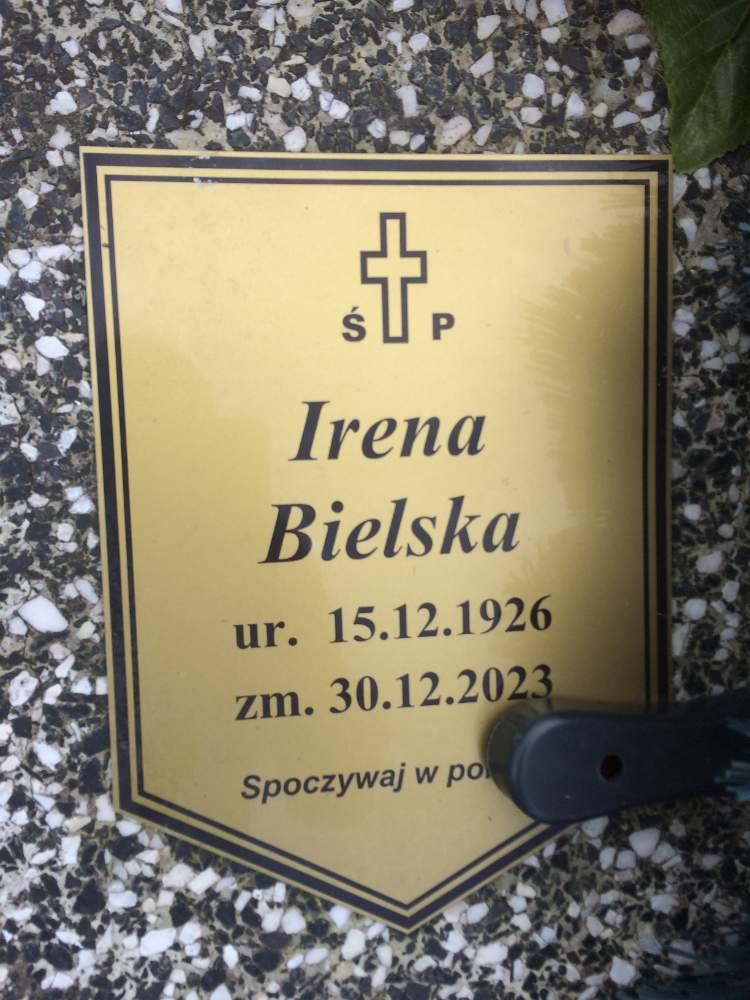 Ś P
Irena
Bielska
ur. 15.12.1926
zm. 30.12.2023
Spoczywaj w